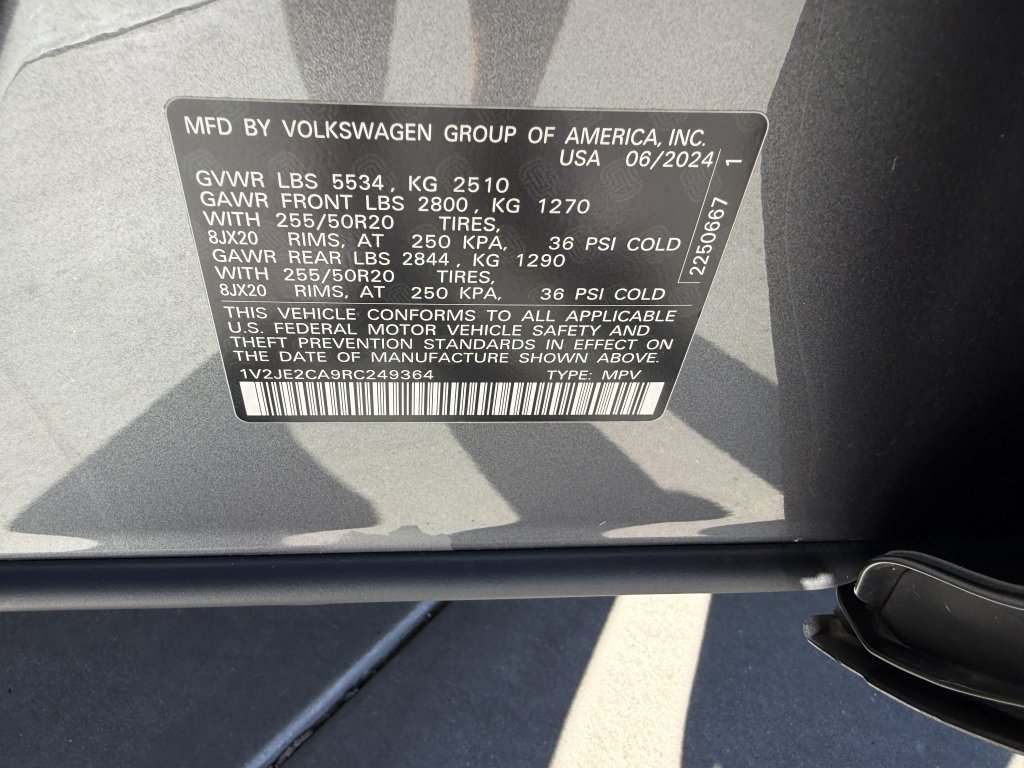 MFD BY VOLKSWAGEN GROUP OF AMERICA, INC.
USA 06/2024
GVWR LBS 5534, KG 2510
GAWR FRONT LBS 2800, KG 1270
WITH 255/50R20 TIRES,
8JX20 RIMS, AT 250 KPA, 36 PSI COLD
GAWR REAR LBS 2844, KG 1290
WITH 255/50R20 TIRES,
8JX20 RIMS, AT 250 KPA, 36 PSI COLD
2250667 1
THIS VEHICLE CONFORMS TO ALL APPLICABLE
U.S. FEDERAL MOTOR VEHICLE SAFETY AND
THEFT PREVENTION STANDARDS IN EFFECT ON
THE DATE OF MANUFACTURE SHOWN ABOVE.
1V2JE2CA9RC249364 TYPE: MPV